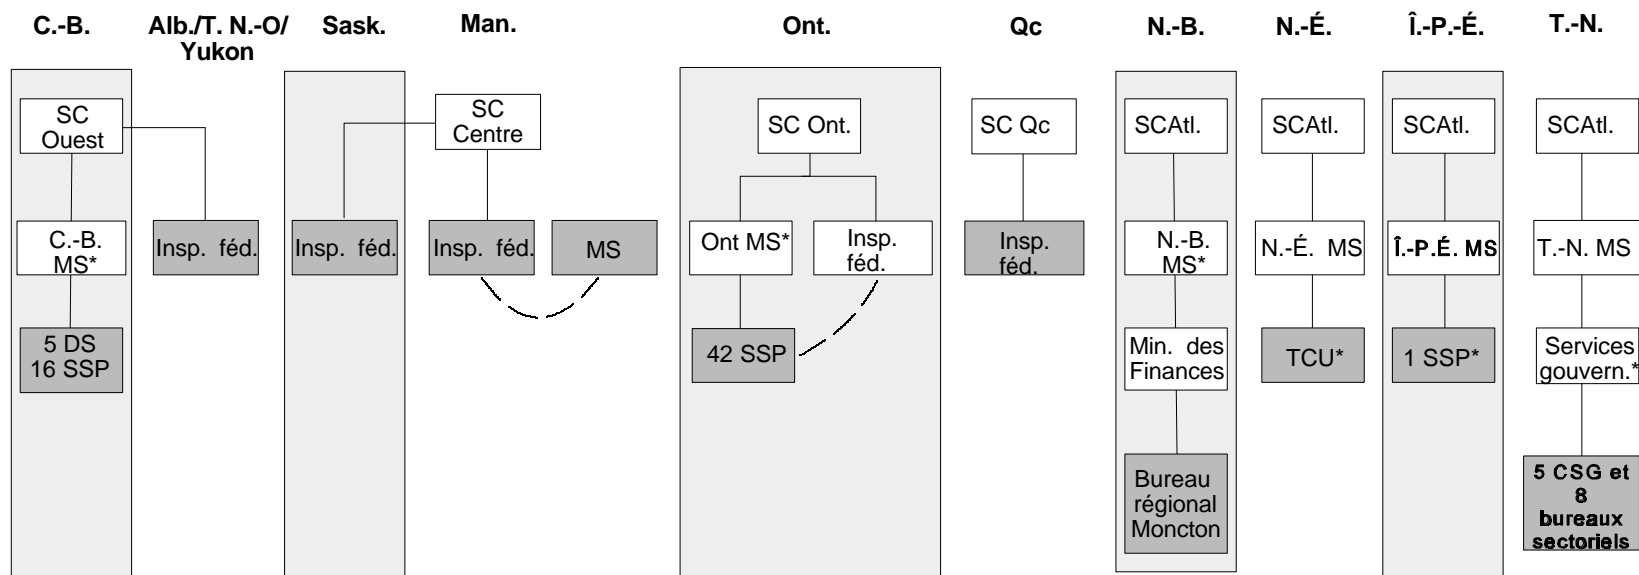 C.-B.
Alb./T. N.-O/
Yukon
Sask.
Man.
Ont.
Qc
N.-B.
N.-É.
Î.-P.-É.
T.-N.
SC
Ouest
SC
Centre
SC Ont.
SC Qc
SCAtl.
SCAtl.
SCAtl.
SCAtl.
C.-B.
MS*
Insp. féd.
Insp. féd.
Insp. féd.
MS
Ont MS*
Insp.
féd.
Insp.
féd.
N.-B.
MS*
N.-É. MS
Î.-P.É. MS
T.-N. MS
5 DS
16 SSP
42 SSP
Min. des
Finances
TCU*
1 SSP*
Services
gouvern.*
Bureau
régional
Moncton
5 CSG et
8
bureaux
sectoriels